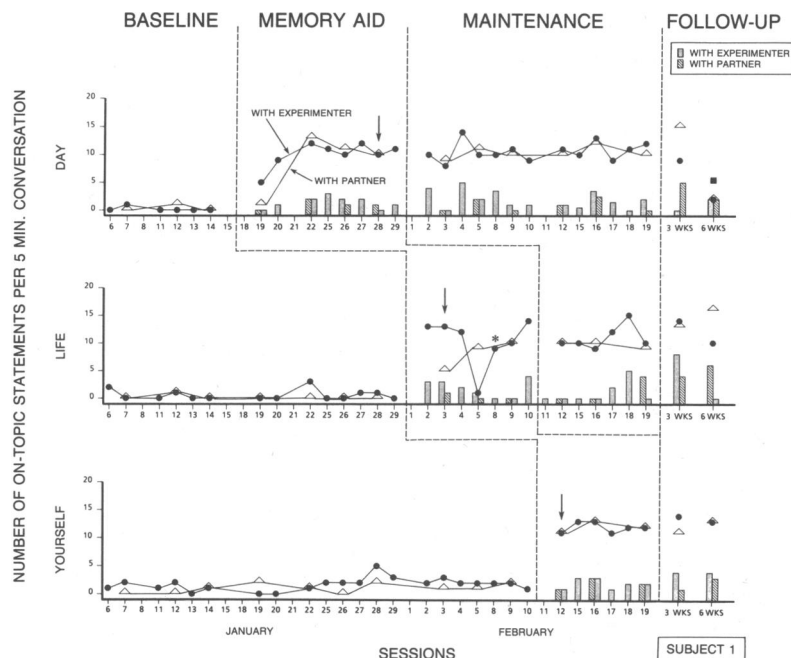 BASELINE MEMORY AID MAINTENANCE FOLLOW-UP
WITH EXPERIMENTER
WITH PARTNER
NUMBER OF ON-TOPIC STATEMENTS PER 5 MIN. CONVERSATION
DAY
20
15
10
5
0
WITH EXPERIMENTER
WITH PARTNER
6 7 8 11 12 13 14 15 18 19 20 22 25 26 27 28 29 1 2 3 4 5 8 9 10 11 12 15 16 17 18 19 3 WKS 6 WKS
LIFE
20
15
10
5
0
*
6 7 8 11 12 13 14 15 18 19 20 21 22 25 26 27 28 29 1 2 3 4 5 8 9 10 11 12 15 16 17 18 19 3 WKS 6 WKS
YOURSELF
20
15
10
5
0
6 7 8 11 12 13 14 15 18 19 20 21 22 25 26 27 28 29 1 2 3 4 5 8 9 10 11 12 15 16 17 18 19 3 WKS 6 WKS
JANUARY FEBRUARY
SESSIONS
SUBJECT 1